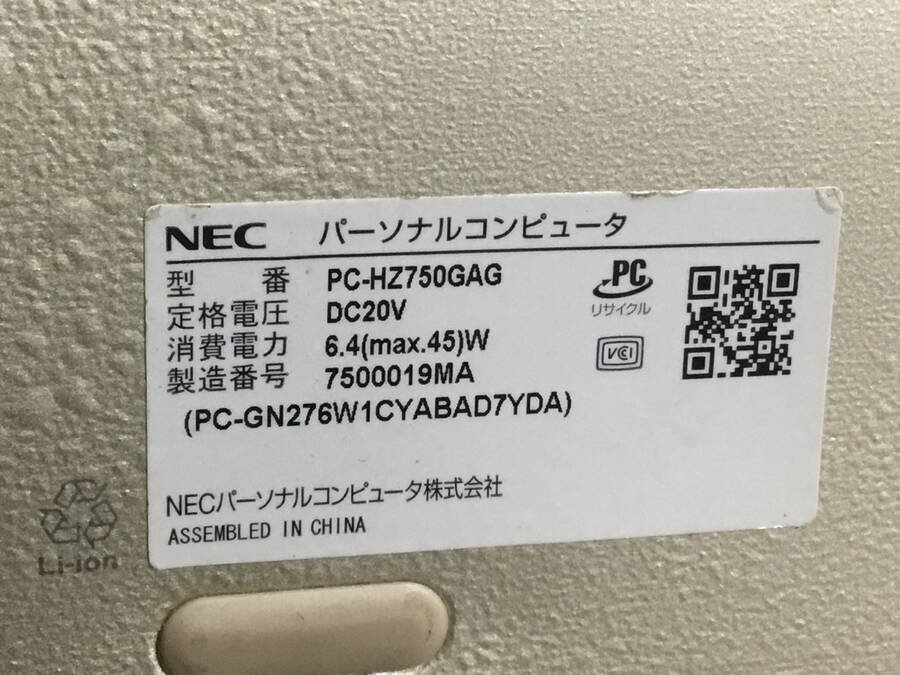 NEC パーソナルコンピュータ
型 番 PC-HZ750GAG
定格電圧 DC20V
消費電力 6.4(max.45)W
製造番号 7500019MA
(PC-GN276W1CYABAD7YDA)
PC
リサイクル
VCI
NECパーソナルコンピュータ株式会社
ASSEMBLED IN CHINA
Li-ion